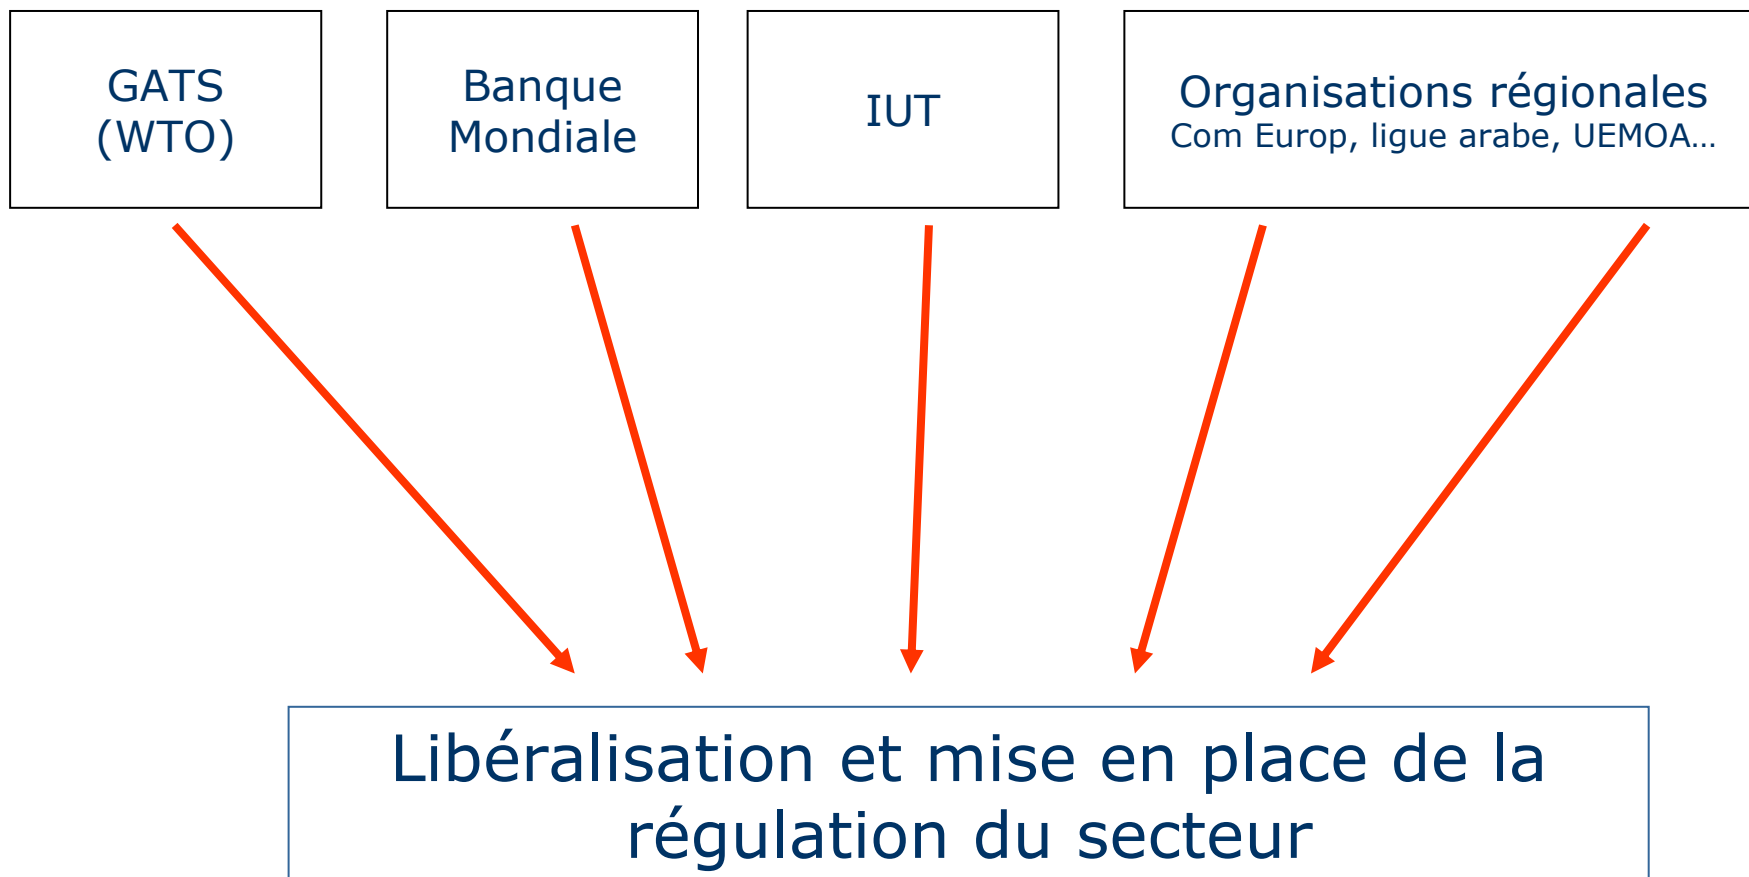 GATS
(WTO)
Banque
Mondiale
IUT
Organisations régionales
Com Europ, ligue arabe, UEMOA…
Libéralisation et mise en place de la
régulation du secteur